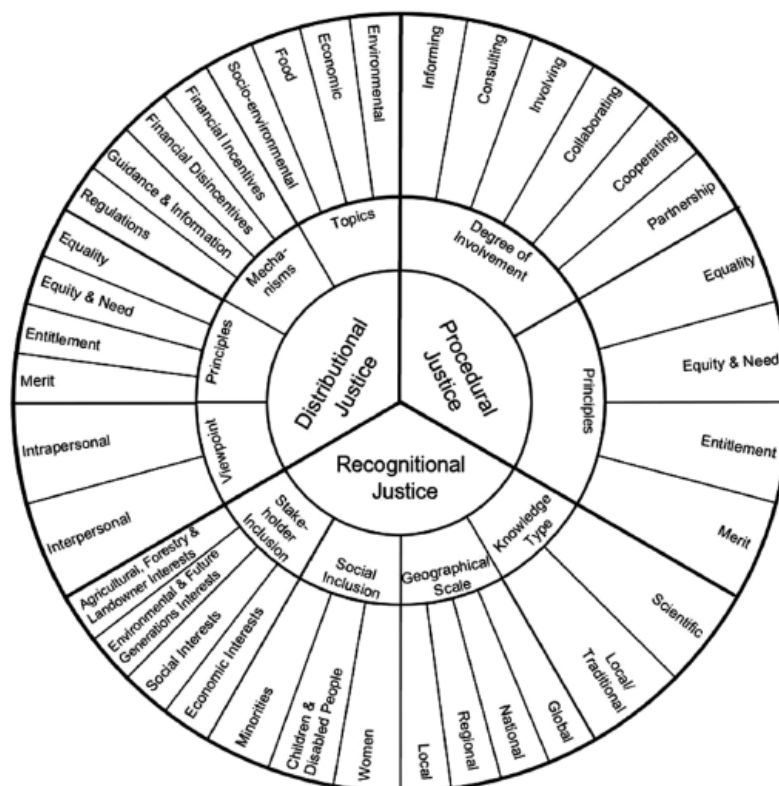 Distributional
Justice
Procedural
Justice
Recognitional
Justice
Topics
Mecha-
nisms
Principles
Viewpoint
Degree of
Involvement
Principles
Knowledge
Type
Geographical
Scale
Social
Inclusion
Stake-
holder
Inclusion
Informing
Consulting
Involving
Collaborating
Cooperating
Partnership
Equality
Equity & Need
Entitlement
Merit
Scientific
Local/
Traditional
Global
National
Regional
Local
Women
Children &
Disabled People
Minorities
Economic Interests
Social Interests
Environmental & Future
Generations Interests
Agricultural, Forestry &
Landowner Interests
Interpersonal
Intrapersonal
Merit
Entitlement
Equity & Need
Equality
Regulations
Guidance & Information
Financial Disincentives
Financial Incentives
Socio-environmental
Food
Economic
Environmental